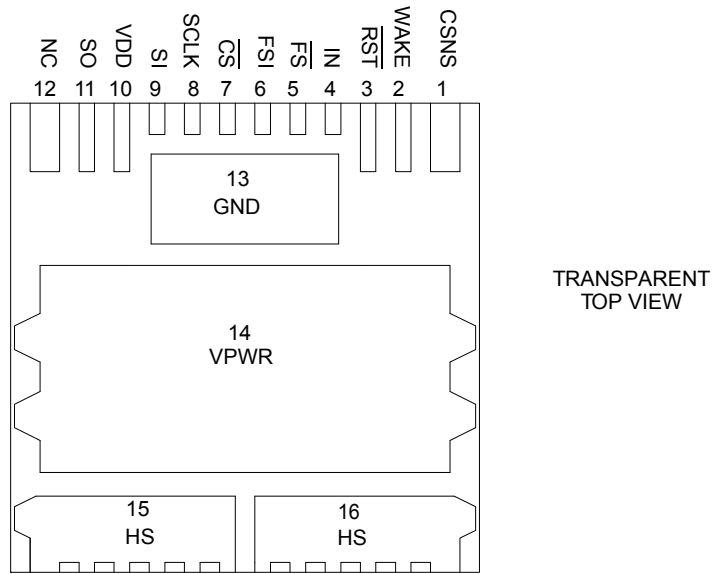 NC
SO
VDD
SI
SCLK
CS
FSI
FS
IN
RST
WAKE
CSNS
12 11 10 9 8 7 6 5 4 3 2 1
13
GND
TRANSPARENT
TOP VIEW
14
VPWR
15
HS
16
HS